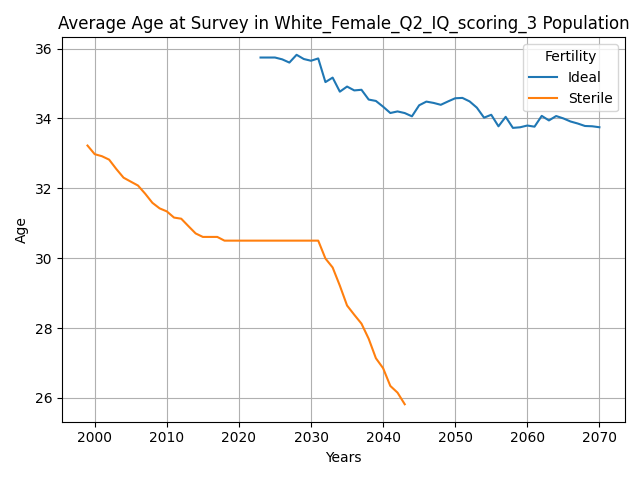 Average Age at Survey in White_Female_Q2_IQ_scoring_3 Population
Fertility
Ideal
Sterile
36
34
32
30
28
26
Age
2000 2010 2020 2030 2040 2050 2060 2070
Years